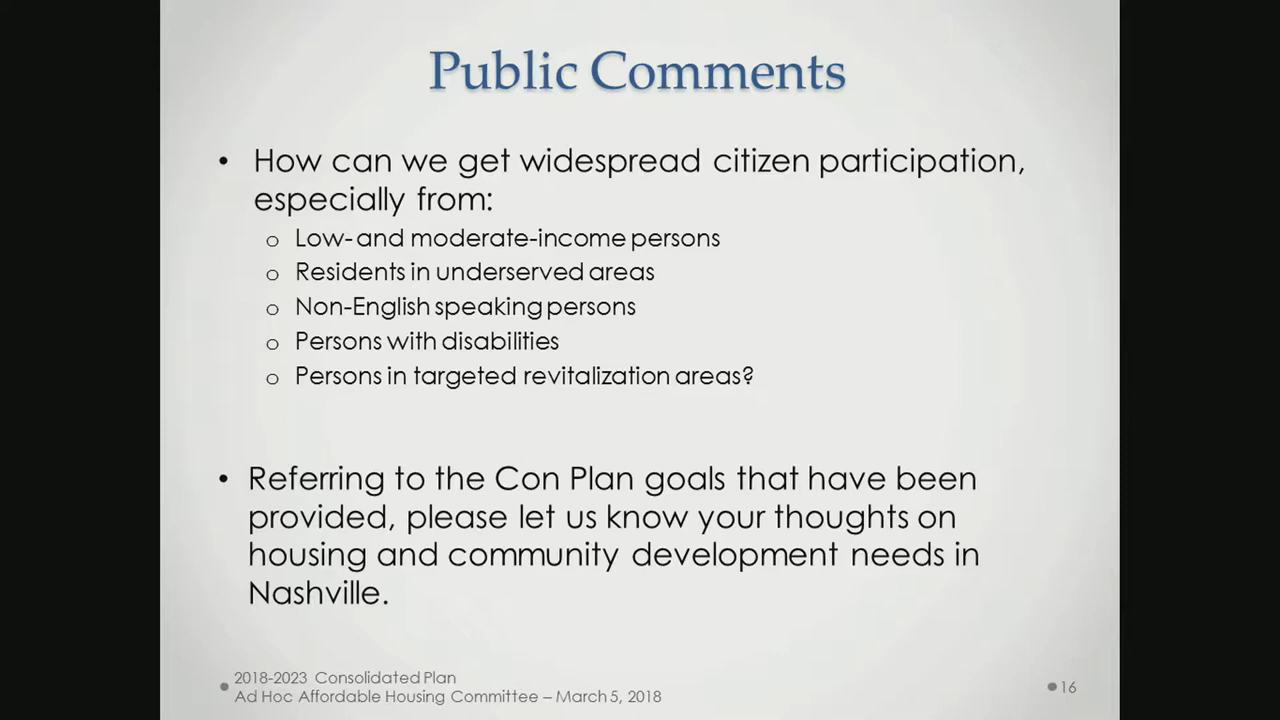 Public Comments
• How can we get widespread citizen participation,
especially from:
o Low- and moderate-income persons
o Residents in underserved areas
o Non-English speaking persons
o Persons with disabilities
o Persons in targeted revitalization areas?
• Referring to the Con Plan goals that have been
provided, please let us know your thoughts on
housing and community development needs in
Nashville.
2018-2023 Consolidated Plan
Ad Hoc Affordable Housing Committee – March 5, 2018
16